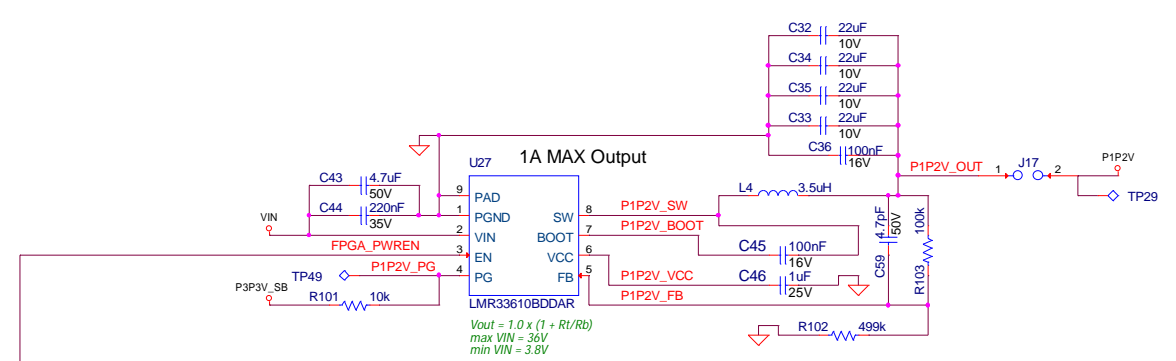 C32 22uF
10V
C34 22uF
10V
C35 22uF
10V
C33 22uF
10V
C36 100nF
16V
U27 1A MAX Output
P1P2V_OUT 1 J17 2 P1P2V
TP29
C43 4.7uF
50V
C44 220nF
35V
VIN
9 PAD
1 PGND
2 VIN
3 EN
4 PG
SW 8
BOOT 7
VCC 6
FB 5
LMR33610BDDAR
FPGA_PWREN
TP49 P1P2V_PG
P3P3V_SB
R101 10k
P1P2V_SW
P1P2V_BOOT
P1P2V_VCC
P1P2V_FB
L4 3.5uH
C45 100nF
16V
C46 1uF
25V
C59 4.7pF
50V
R103 100k
R102 499k
Vout = 1.0 x (1 + Rt/Rb)
max VIN = 36V
min VIN = 3.8V